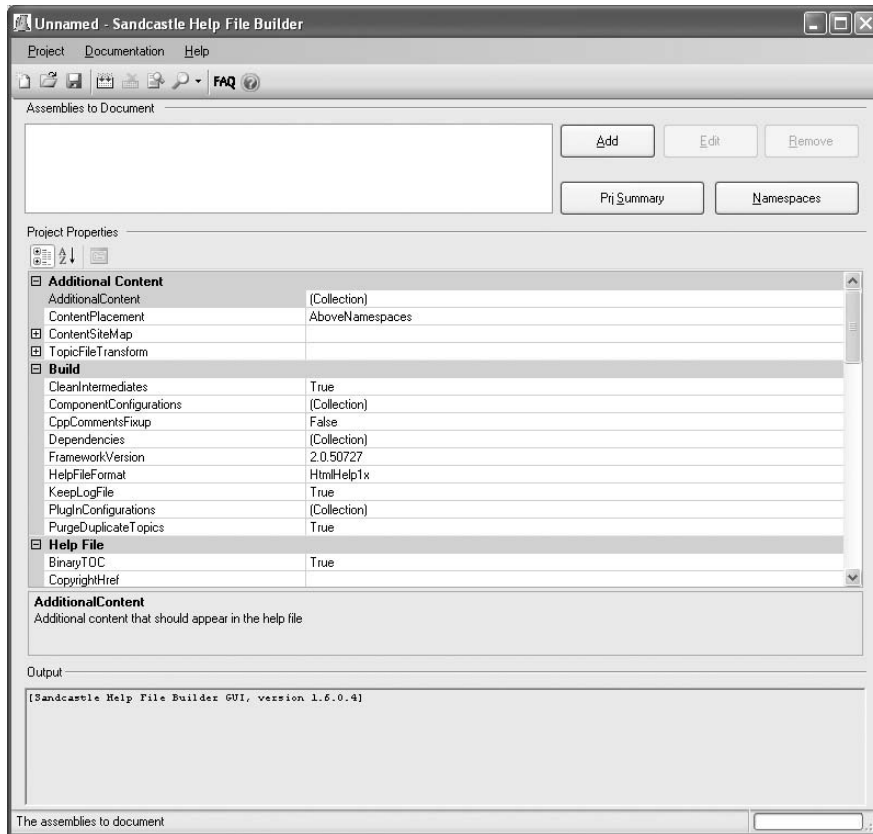 Unnamed - Sandcastle Help File Builder
Project Documentation Help
FAQ
Assemblies to Document
Add Edit Remove
Prj Summary Namespaces
Project Properties
Additional Content
AdditionalContent (Collection)
ContentPlacement AboveNamespaces
ContentSiteMap
TopicFileTransform
Build
CleanIntermediates True
ComponentConfigurations (Collection)
CppCommentsFixup False
Dependencies (Collection)
FrameworkVersion 2.0.50727
HelpFileFormat HtmlHelp1x
KeepLogFile True
PlugInConfigurations (Collection)
PurgeDuplicateTopics True
Help File
BinaryTOC True
CopyrightHref
AdditionalContent
Additional content that should appear in the help file
Output
[Sandcastle Help File Builder GUI, version 1.6.0.4]
The assemblies to document